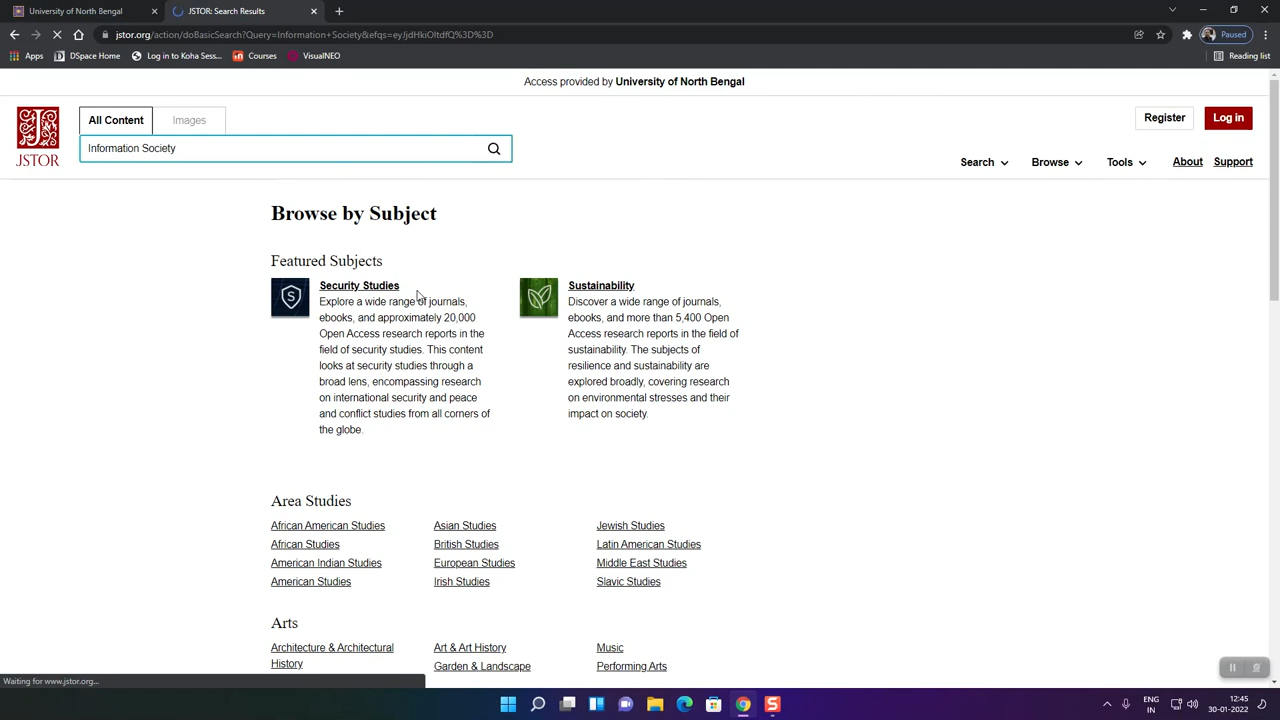 University of North Bengal
JSTOR: Search Results
jstor.org/action/doBasicSearch?Query=Information+Society&efqs=eyJjdHkiOltdfQ%3D%3D
Paused
Apps
DSpace Home
Log in to Koha Sess...
in Courses
VisualNEO
Reading list
Access provided by University of North Bengal
JSTOR
All Content
Images
Information Society
Register
Log in
Search
Browse
Tools
About
Support
Browse by Subject
Featured Subjects
Security Studies
Explore a wide range of journals,
ebooks, and approximately 20,000
Open Access research reports in the
field of security studies. This content
looks at security studies through a
broad lens, encompassing research
on international security and peace
and conflict studies from all corners of
the globe.
Sustainability
Discover a wide range of journals,
ebooks, and more than 5,400 Open
Access research reports in the field of
sustainability. The subjects of
resilience and sustainability are
explored broadly, covering research
on environmental stresses and their
impact on society.
Area Studies
African American Studies
Asian Studies
Jewish Studies
African Studies
British Studies
Latin American Studies
American Indian Studies
European Studies
Middle East Studies
American Studies
Irish Studies
Slavic Studies
Arts
Architecture & Architectural
History
Art & Art History
Music
Garden & Landscape
Performing Arts
Waiting for www.jstor.org...
ENG
IN
12:45
30-01-2022